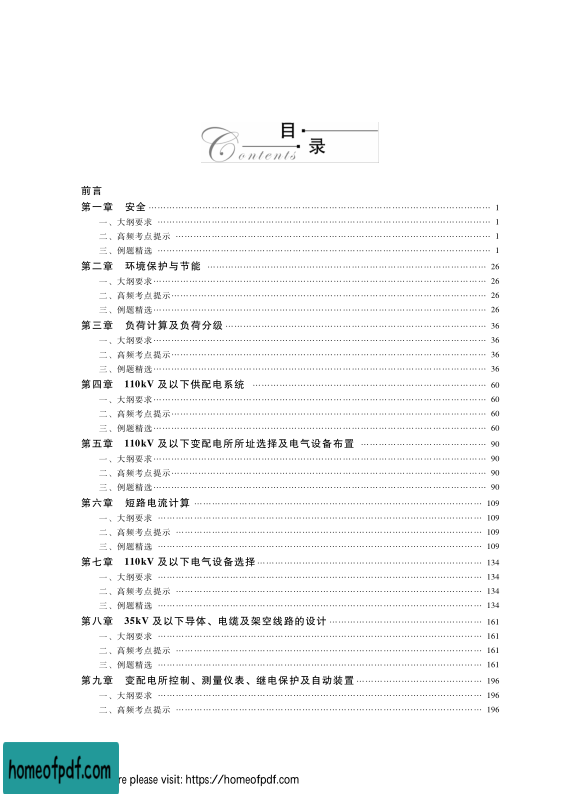 目
录
Contents
前言
第一章 安全 ⋯⋯ 1
一、大纲要求 ⋯⋯ 1
二、高频考点提示 ⋯⋯ 1
三、例题精选 ⋯⋯ 1
第二章 环境保护与节能 ⋯⋯ 26
一、大纲要求 ⋯⋯ 26
二、高频考点提示 ⋯⋯ 26
三、例题精选 ⋯⋯ 26
第三章 负荷计算及负荷分级 ⋯⋯ 36
一、大纲要求 ⋯⋯ 36
二、高频考点提示 ⋯⋯ 36
三、例题精选 ⋯⋯ 36
第四章 110kV 及以下供配电系统 ⋯⋯ 60
一、大纲要求 ⋯⋯ 60
二、高频考点提示 ⋯⋯ 60
三、例题精选 ⋯⋯ 60
第五章 110kV 及以下变配电所所址选择及电气设备布置 ⋯⋯ 90
一、大纲要求 ⋯⋯ 90
二、高频考点提示 ⋯⋯ 90
三、例题精选 ⋯⋯ 90
第六章 短路电流计算 ⋯⋯ 109
一、大纲要求 ⋯⋯ 109
二、高频考点提示 ⋯⋯ 109
三、例题精选 ⋯⋯ 109
第七章 110kV 及以下电气设备选择 ⋯⋯ 134
一、大纲要求 ⋯⋯ 134
二、高频考点提示 ⋯⋯ 134
三、例题精选 ⋯⋯ 134
第八章 35kV 及以下导体、电缆及架空线路的设计 ⋯⋯ 161
一、大纲要求 ⋯⋯ 161
二、高频考点提示 ⋯⋯ 161
三、例题精选 ⋯⋯ 161
第九章 变配电所控制、测量仪表、继电保护及自动装置 ⋯⋯ 196
一、大纲要求 ⋯⋯ 196
二、高频考点提示 ⋯⋯ 196
homeofpdf.com
re please visit: https://homeofpdf.com